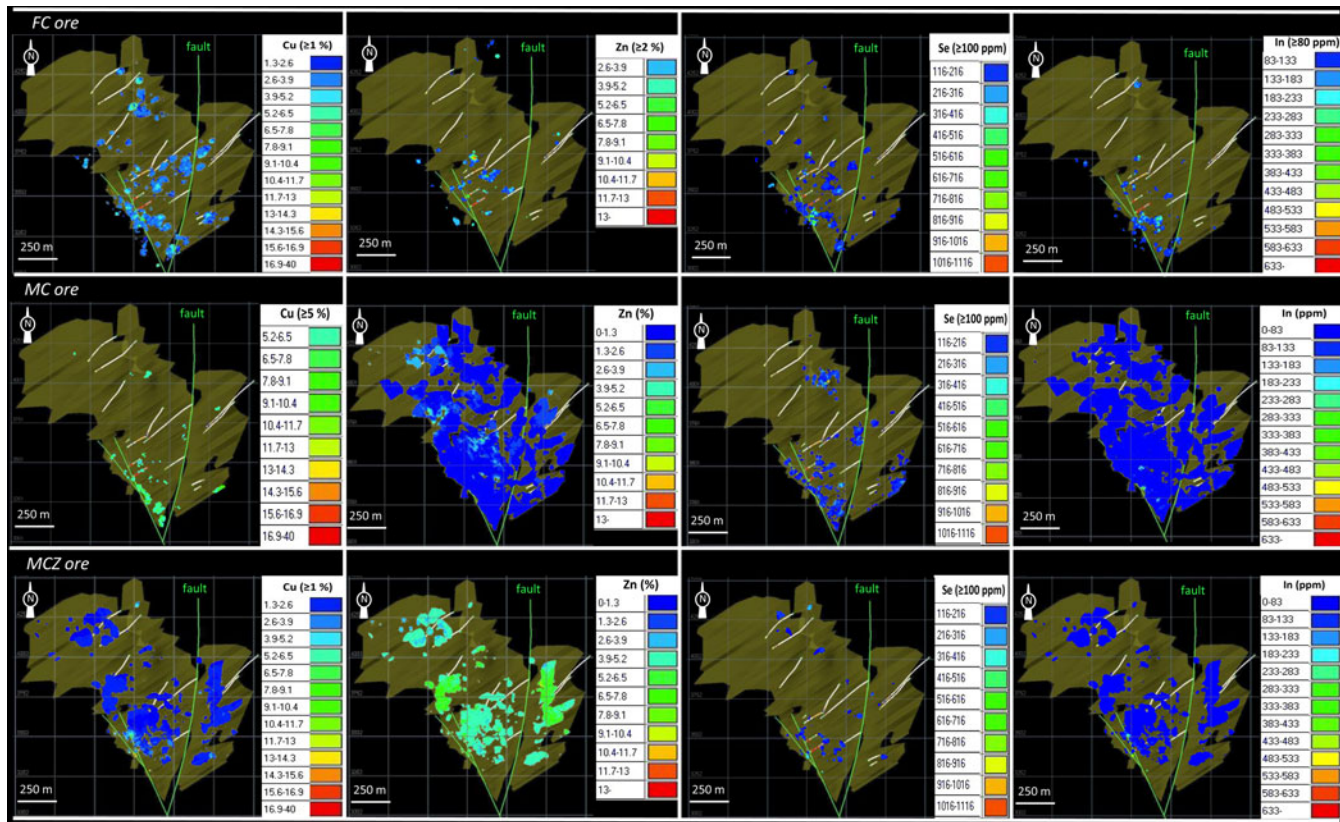 FC ore
N
fault
250 m
Cu (≥1 %)
1.3-2.6
2.6-3.9
3.9-5.2
5.2-6.5
6.5-7.8
7.8-9.1
9.1-10.4
10.4-11.7
11.7-13
13-14.3
14.3-15.6
15.6-16.9
16.9-40
N
fault
250 m
Zn (≥2 %)
2.6-3.9
3.9-5.2
5.2-6.5
6.5-7.8
7.8-9.1
9.1-10.4
10.4-11.7
11.7-13
13-
N
fault
250 m
Se (≥100 ppm)
116-216
216-316
316-416
416-516
516-616
616-716
716-816
816-916
916-1016
1016-1116
N
fault
250 m
In (≥80 ppm)
83-133
133-183
183-233
233-283
283-333
333-383
383-433
433-483
483-533
533-583
583-633
633-
MC ore
N
fault
250 m
Cu (≥5 %)
5.2-6.5
6.5-7.8
7.8-9.1
9.1-10.4
10.4-11.7
11.7-13
13-14.3
14.3-15.6
15.6-16.9
16.9-40
N
fault
250 m
Zn (%)
0-1.3
1.3-2.6
2.6-3.9
3.9-5.2
5.2-6.5
6.5-7.8
7.8-9.1
9.1-10.4
10.4-11.7
11.7-13
13-
N
fault
250 m
Se (≥100 ppm)
116-216
216-316
316-416
416-516
516-616
616-716
716-816
816-916
916-1016
1016-1116
N
fault
250 m
In (ppm)
0-83
83-133
133-183
183-233
233-283
283-333
333-383
383-433
433-483
483-533
533-583
583-633
633-
MCZ ore
N
fault
250 m
Cu (≥1 %)
1.3-2.6
2.6-3.9
3.9-5.2
5.2-6.5
6.5-7.8
7.8-9.1
9.1-10.4
10.4-11.7
11.7-13
13-14.3
14.3-15.6
15.6-16.9
16.9-40
N
fault
250 m
Zn (%)
0-1.3
1.3-2.6
2.6-3.9
3.9-5.2
5.2-6.5
6.5-7.8
7.8-9.1
9.1-10.4
10.4-11.7
11.7-13
13-
N
fault
250 m
Se (≥100 ppm)
116-216
216-316
316-416
416-516
516-616
616-716
716-816
816-916
916-1016
1016-1116
N
fault
250 m
In (ppm)
0-83
83-133
133-183
183-233
233-283
283-333
333-383
383-433
433-483
483-533
533-583
583-633
633-